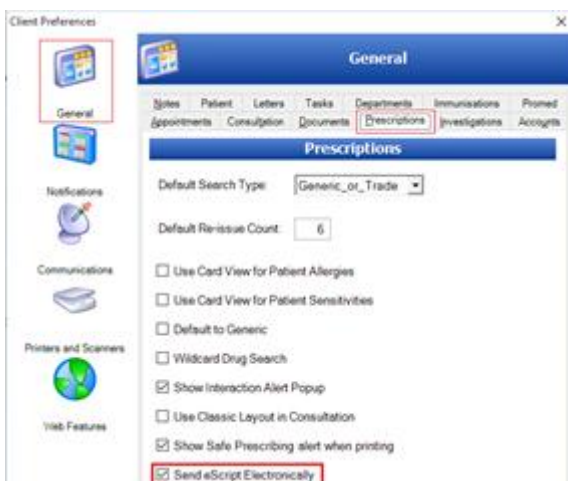 Client Preferences
General
General
Notes Patient Letters Tasks Departments Immunisations Promed
Appointments Consultation Documents Prescriptions Investigations Accounts
Prescriptions
Notifications
Default Search Type: Generic_or_Trade
Default Re-issue Count: 6
Communications
Use Card View for Patient Allergies
Use Card View for Patient Sensitivities
Default to Generic
Printers and Scanners
Wildcard Drug Search
Show Interaction Alert Popup
Web Features
Use Classic Layout in Consultation
Show Safe Prescribing alert when printing
Send eScript Electronically